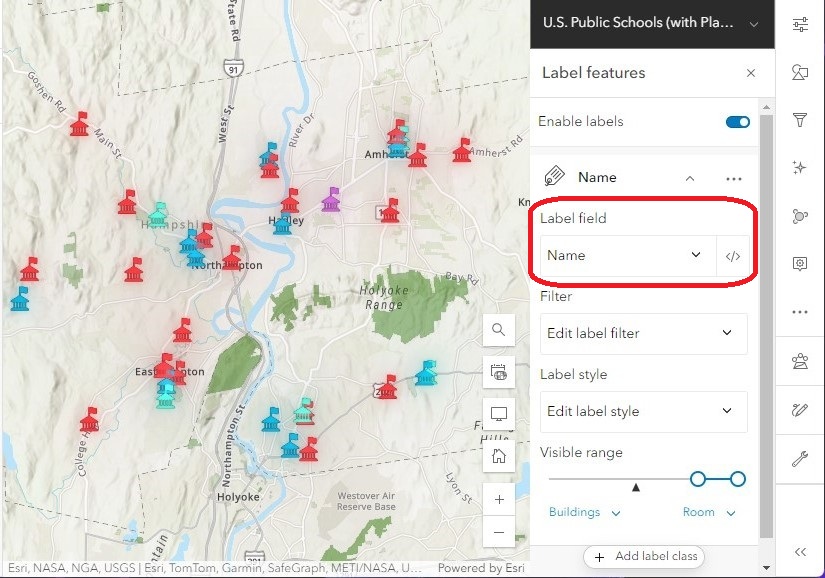 U.S. Public Schools (with Pla...
Label features
Enable labels
Name
Label field
Name
</>
Filter
Edit label filter
Label style
Edit label style
Visible range
Buildings
Room
Add label class
State Rd
91
Goshen Rd
Main St
West St
River Dr
Amherst
Amherst Rd
Hadley
Northampton
Bay Rd
Holyoke
Range
202
College H
Northampton St
Holyoke
Hills
Lyon St
Westover Air
Reserve Base
391
Esri, NASA, NGA, USGS | Esri, TomTom, Garmin, SafeGraph, METI/NASA, U...
Powered by Esri